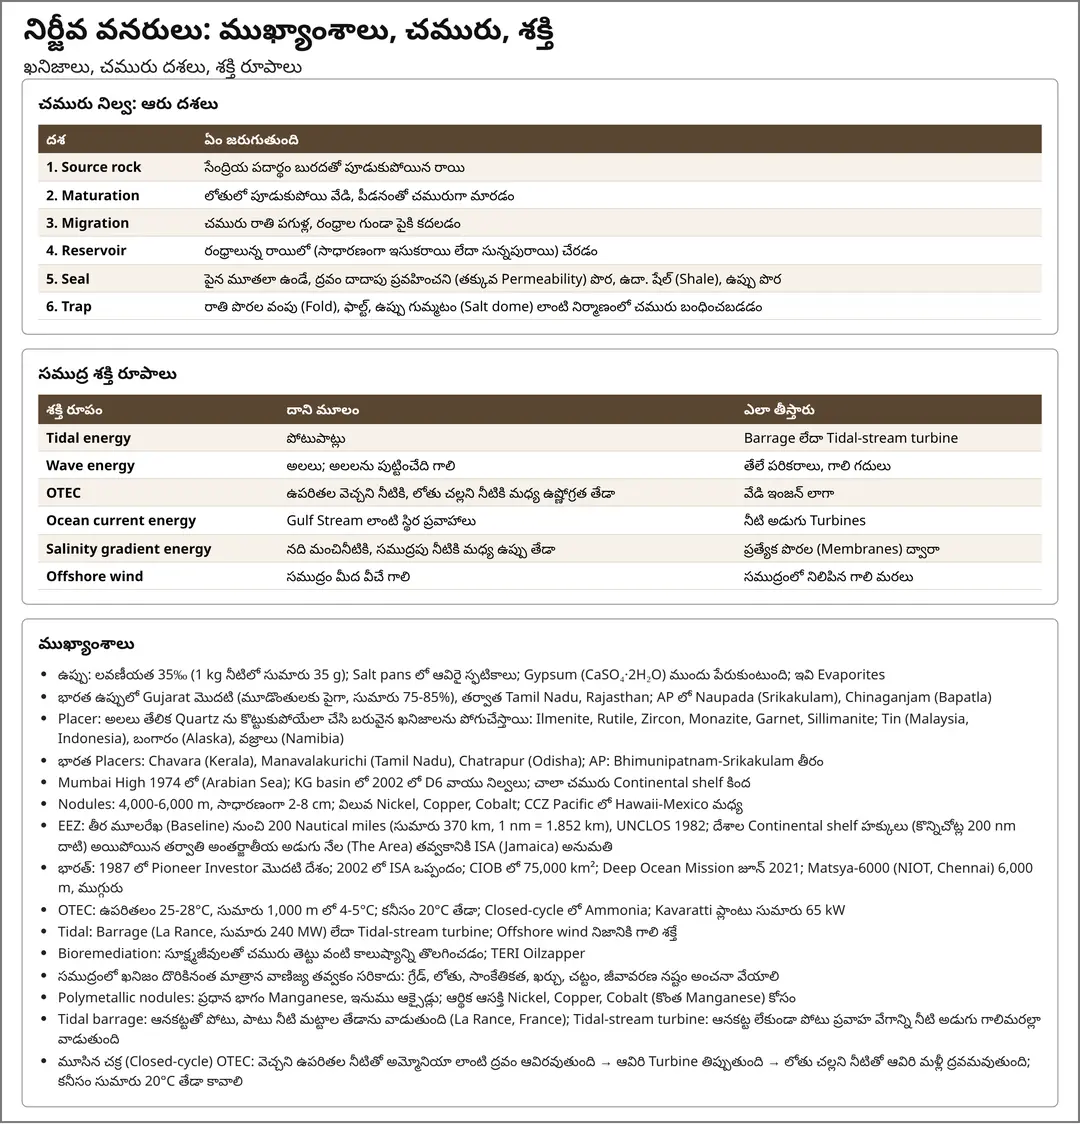 నిర్జీవ వనరులు: ముఖ్యాంశాలు, చమురు, శక్తి
ఖనిజాలు, చమురు దశలు, శక్తి రూపాలు
చమురు నిల్వ: ఆరు దశలు
దశ ఏం జరుగుతుంది
1. Source rock సేంద్రియ పదార్థం బురదతో పూడుకుపోయిన రాయి
2. Maturation లోతులో పూడుకుపోయి వేడి, పీడనంతో చమురుగా మారడం
3. Migration చమురు రాతి పగుళ్ల, రంధ్రాల గుండా పైకి కదలడం
4. Reservoir రంధ్రాలున్న రాయిలో (సాధారణంగా ఇసుకరాయి లేదా సున్నపురాయి) చేరడం
5. Seal పైన మూతలా ఉండే, ద్రవం దాదాపు ప్రవహించని (తక్కువ Permeability) పొర, ఉదా. షేల్ (Shale), ఉప్పు పొర
6. Trap రాతి పొరల వంపు (Fold), ఫాల్ట్, ఉప్పు గుమ్మటం (Salt dome) లాంటి నిర్మాణంలో చమురు బంధించబడడం
సముద్ర శక్తి రూపాలు
శక్తి రూపం దాని మూలం ఎలా తీస్తారు
Tidal energy పోటుపాట్లు Barrage లేదా Tidal-stream turbine
Wave energy అలలు; అలలను పుట్టించేది గాలి తేలే పరికరాలు, గాలి గదులు
OTEC ఉపరితల వెచ్చని నీటికి, లోతు చల్లని నీటికి మధ్య ఉష్ణోగ్రత తేడా వేడి ఇంజన్ లాగా
Ocean current energy Gulf Stream లాంటి స్థిర ప్రవాహాలు నీటి అడుగు Turbines
Salinity gradient energy నది మంచినీటికి, సముద్రపు నీటికి మధ్య ఉప్పు తేడా ప్రత్యేక పొరల (Membranes) ద్వారా
Offshore wind సముద్రం మీద వీచే గాలి సముద్రంలో నిలిపిన గాలి మరలు
ముఖ్యాంశాలు
• ఉప్పు: లవణీయత 35‰ (1 kg నీటిలో సుమారు 35 g); Salt pans లో ఆవిరై స్ఫటికాలు; Gypsum (CaSO₄·2H₂O) ముందు పేరుకుంటుంది; ఇవి Evaporites
• భారత ఉప్పులో Gujarat మొదటి (మూడొంతులకు పైగా, సుమారు 75-85%), తర్వాత Tamil Nadu, Rajasthan; AP లో Naupada (Srikakulam), Chinaganjam (Bapatla)
• Placer: అలలు తేలిక Quartz ను కొట్టుకుపోయేలా చేసి బరువైన ఖనిజాలను పోగుచేస్తాయి: Ilmenite, Rutile, Zircon, Monazite, Garnet, Sillimanite; Tin (Malaysia,
Indonesia), బంగారం (Alaska), వజ్రాలు (Namibia)
• భారత Placers: Chavara (Kerala), Manavalakurichi (Tamil Nadu), Chatrapur (Odisha); AP: Bhimunipatnam-Srikakulam తీరం
• Mumbai High 1974 లో (Arabian Sea); KG basin లో 2002 లో D6 వాయు నిల్వలు; చాలా చమురు Continental shelf కింద
• Nodules: 4,000-6,000 m, సాధారణంగా 2-8 cm; విలువ Nickel, Copper, Cobalt; CCZ Pacific లో Hawaii-Mexico మధ్య
• EEZ: తీర మూలరేఖ (Baseline) నుంచి 200 Nautical miles (సుమారు 370 km, 1 nm = 1.852 km), UNCLOS 1982; దేశాల Continental shelf హక్కులు (కొన్నిచోట్ల 200 nm
దాటి) అయిపోయిన తర్వాతి అంతర్జాతీయ అడుగు నేల (The Area) తవ్వకానికి ISA (Jamaica) అనుమతి
• భారత్: 1987 లో Pioneer Investor మొదటి దేశం; 2002 లో ISA ఒప్పందం; CIOB లో 75,000 km²; Deep Ocean Mission జూన్ 2021; Matsya-6000 (NIOT, Chennai) 6,000
m, ముగ్గురు
• OTEC: ఉపరితలం 25-28°C, సుమారు 1,000 m లో 4-5°C; కనీసం 20°C తేడా; Closed-cycle లో Ammonia; Kavaratti ప్లాంటు సుమారు 65 kW
• Tidal: Barrage (La Rance, సుమారు 240 MW) లేదా Tidal-stream turbine; Offshore wind నిజానికి గాలి శక్తే
• Bioremediation: సూక్ష్మజీవులతో చమురు తెట్టు వంటి కాలుష్యాన్ని తొలగించడం; TERI Oilzapper
• సముద్రంలో ఖనిజం దొరికినంత మాత్రాన వాణిజ్య తవ్వకం సరికాదు: గ్రేడ్, లోతు, సాంకేతికత, ఖర్చు, చట్టం, జీవావరణ నష్టం అంచనా వేయాలి
• Polymetallic nodules: ప్రధాన భాగం Manganese, ఇనుము ఆక్సైడ్లు; ఆర్థిక ఆసక్తి Nickel, Copper, Cobalt (కొంత Manganese) కోసం
• Tidal barrage: ఆనకట్టతో పోటు, పాటు నీటి మట్టాల తేడాను వాడుతుంది (La Rance, France); Tidal-stream turbine: ఆనకట్ట లేకుండా పోటు ప్రవాహ వేగాన్ని నీటి అడుగు గాలిమరల్లా
వాడుతుంది
• మూసిన చక్ర (Closed-cycle) OTEC: వెచ్చని ఉపరితల నీటితో అమ్మోనియా లాంటి ద్రవం ఆవిరవుతుంది → ఆవిరి Turbine తిప్పుతుంది → లోతు చల్లని నీటితో ఆవిరి మళ్లీ ద్రవమవుతుంది;
కనీసం సుమారు 20°C తేడా కావాలి